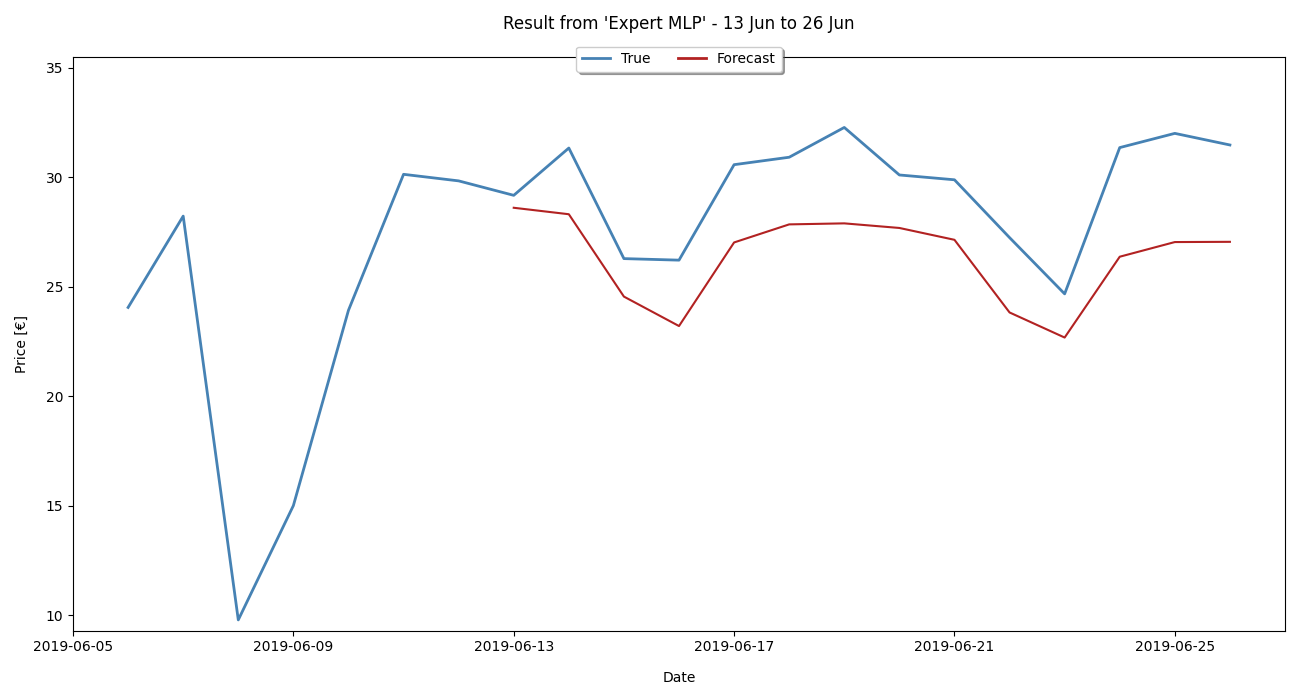 Result from 'Expert MLP' - 13 Jun to 26 Jun
True Forecast
35
30
25
20
15
10
Price [€]
2019-06-05 2019-06-09 2019-06-13 2019-06-17 2019-06-21 2019-06-25
Date